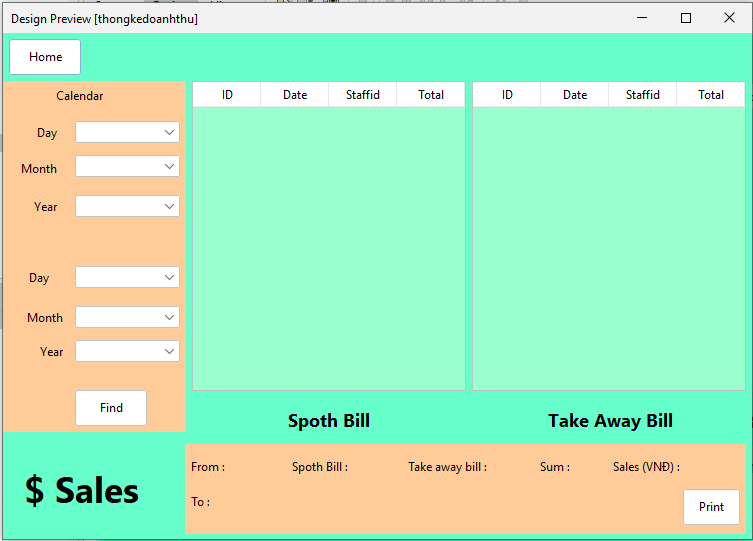 Design Preview [thongkedoanhthu]
Home
Calendar
Day
Month
Year
Day
Month
Year
Find
ID Date Staffid Total
ID Date Staffid Total
Spoth Bill
Take Away Bill
$ Sales
From : Spoth Bill : Take away bill : Sum : Sales (VNĐ) :
To :
Print